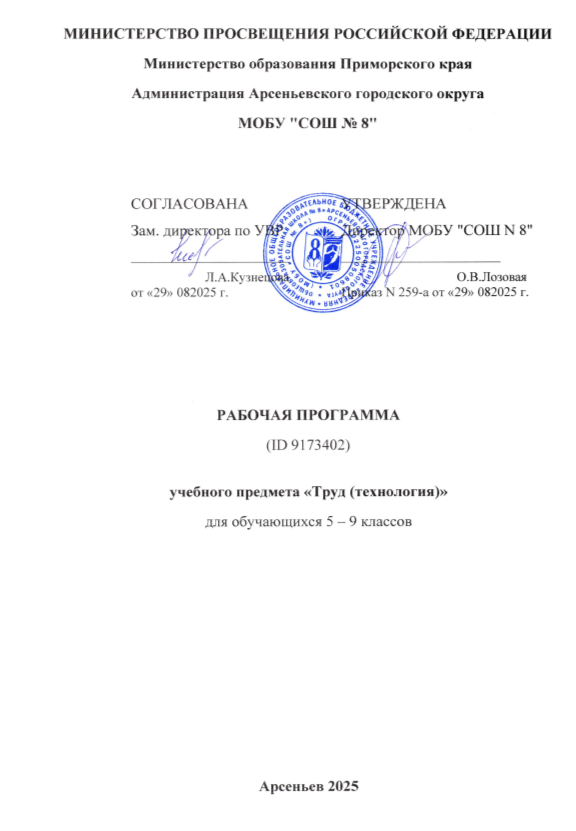 МИНИСТЕРСТВО ПРОСВЕЩЕНИЯ РОССИЙСКОЙ ФЕДЕРАЦИИ
Министерство образования Приморского края
Администрация Арсеньевского городского округа
МОБУ "СОШ № 8"
СОГЛАСОВАНА
Зам. директора по УВР
Л.А.Кузнецова
от «29» 082025 г.
УТВЕРЖДЕНА
Директор МОБУ "СОШ N 8"
О.В.Лозовая
Приказ N 259-а от «29» 082025 г.
8
РАБОЧАЯ ПРОГРАММА
(ID 9173402)
учебного предмета «Труд (технология)»
для обучающихся 5 – 9 классов
Арсеньев 2025